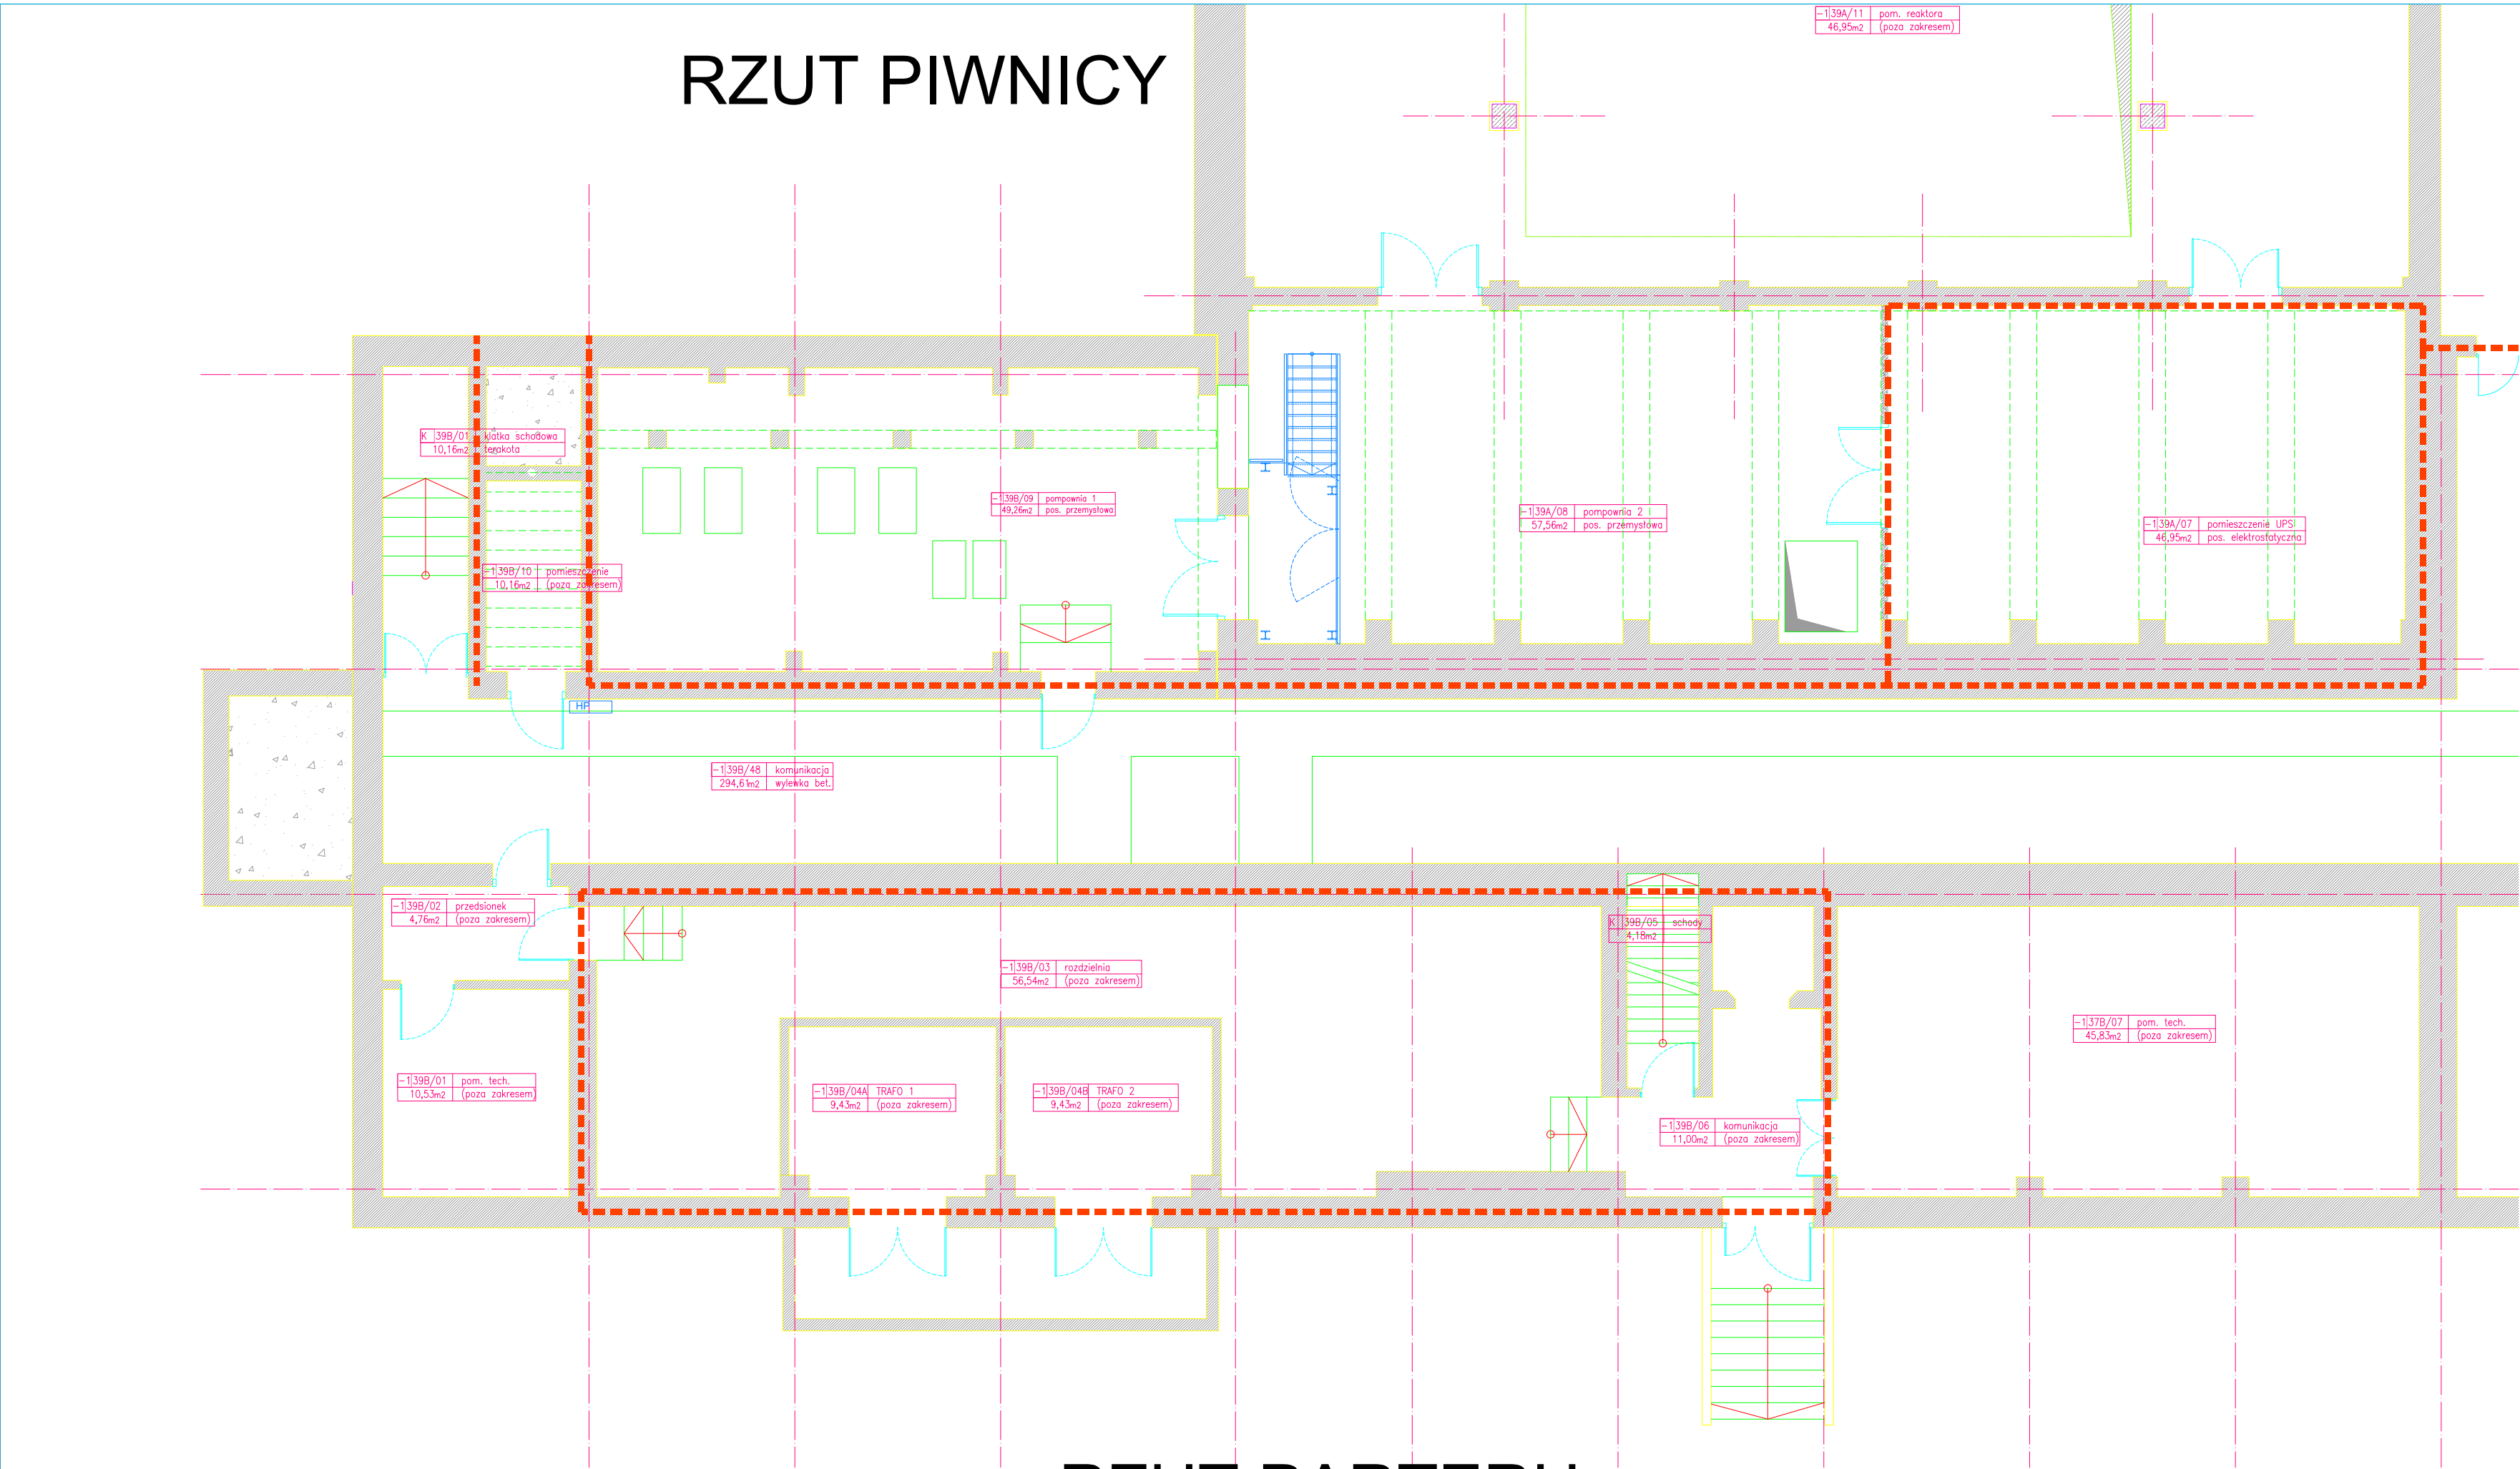 -1 39A/11 pom. reaktora
46,95m2 (poza zakresem)
RZUT PIWNICY
K 39B/01 klatka schodowa
10,16m2 terakota
-1 39B/09 pompownia 1
49,26m2 pos. przemysłowa
-1 39A/08 pompownia 2
57,56m2 pos. przemysłowa
-1 39A/07 pomieszczenie UPS
46,95m2 pos. elektrostatyczna
-1 39B/10 pomieszczenie
10,16m2 (poza zakresem)
HP
-1 39B/48 komunikacja
294,61m2 wylewka bet.
-1 39B/02 przedsionek
4,76m2 (poza zakresem)
K 39B/05 schody
4,18m2
-1 39B/03 rozdzielnia
56,54m2 (poza zakresem)
-1 37B/07 pom. tech.
45,83m2 (poza zakresem)
-1 39B/01 pom. tech.
10,53m2 (poza zakresem)
-1 39B/04A TRAFO 1
9,43m2 (poza zakresem)
-1 39B/04B TRAFO 2
9,43m2 (poza zakresem)
-1 39B/06 komunikacja
11,00m2 (poza zakresem)
RZUT PARTERU